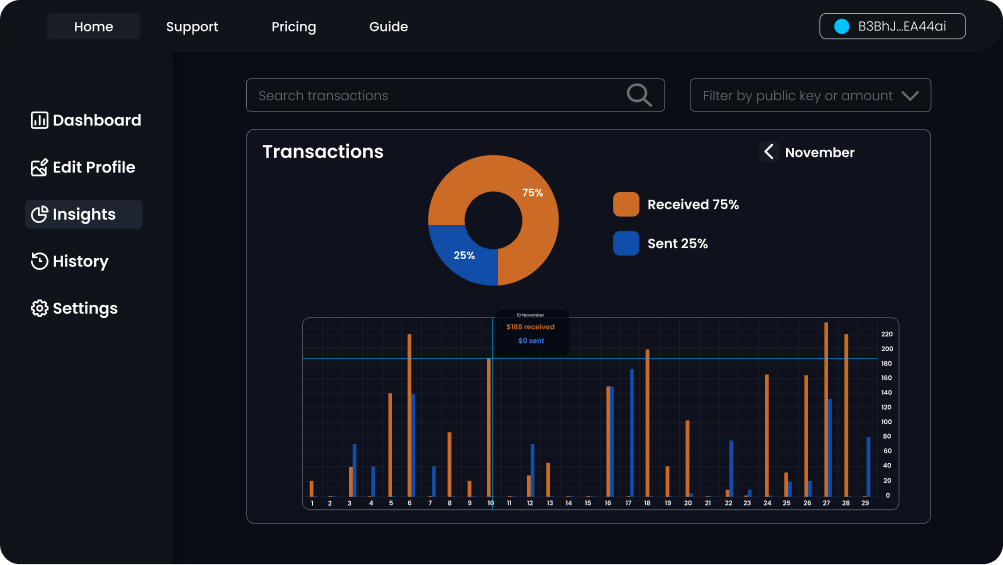 Home Support Pricing Guide B3BhJ...EA44ai
Search transactions
Filter by public key or amount
Dashboard
Edit Profile
Insights
History
Settings
Transactions
November
75%
25%
Received 75%
Sent 25%
10 November
$188 received
$0 sent
220
200
180
160
140
120
100
80
60
40
20
0
1 2 3 4 5 6 7 8 9 10 11 12 13 14 15 16 17 18 19 20 21 22 23 24 25 26 27 28 29